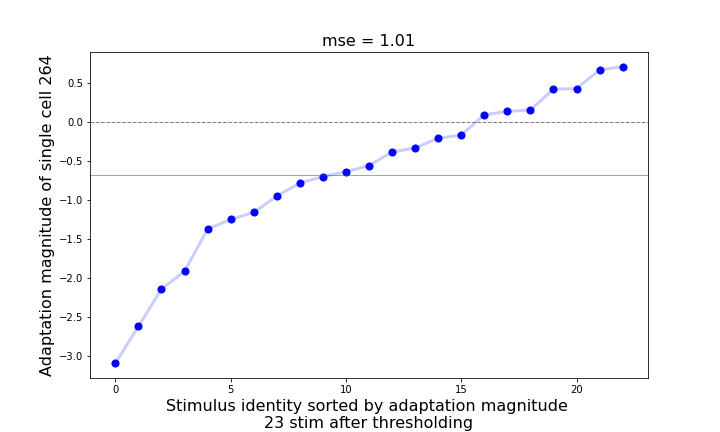 mse = 1.01
Adaptation magnitude of single cell 264
0.5
0.0
−0.5
−1.0
−1.5
−2.0
−2.5
−3.0
0 5 10 15 20
Stimulus identity sorted by adaptation magnitude
23 stim after thresholding